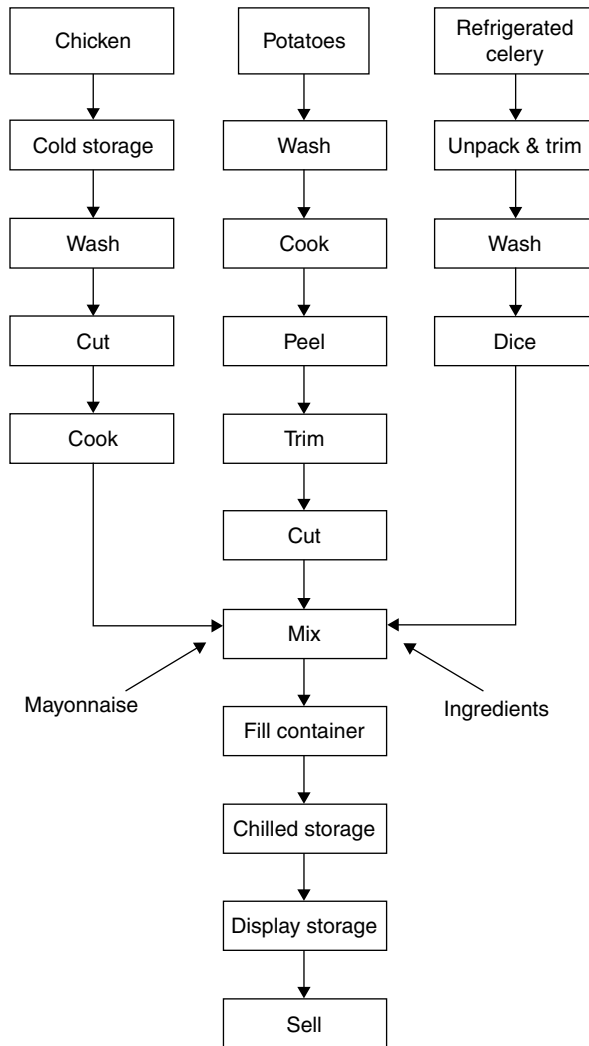 Chicken
Potatoes
Refrigerated
celery
Cold storage
Wash
Unpack & trim
Wash
Cook
Wash
Cut
Peel
Dice
Cook
Trim
Cut
Mix
Mayonnaise
Ingredients
Fill container
Chilled storage
Display storage
Sell